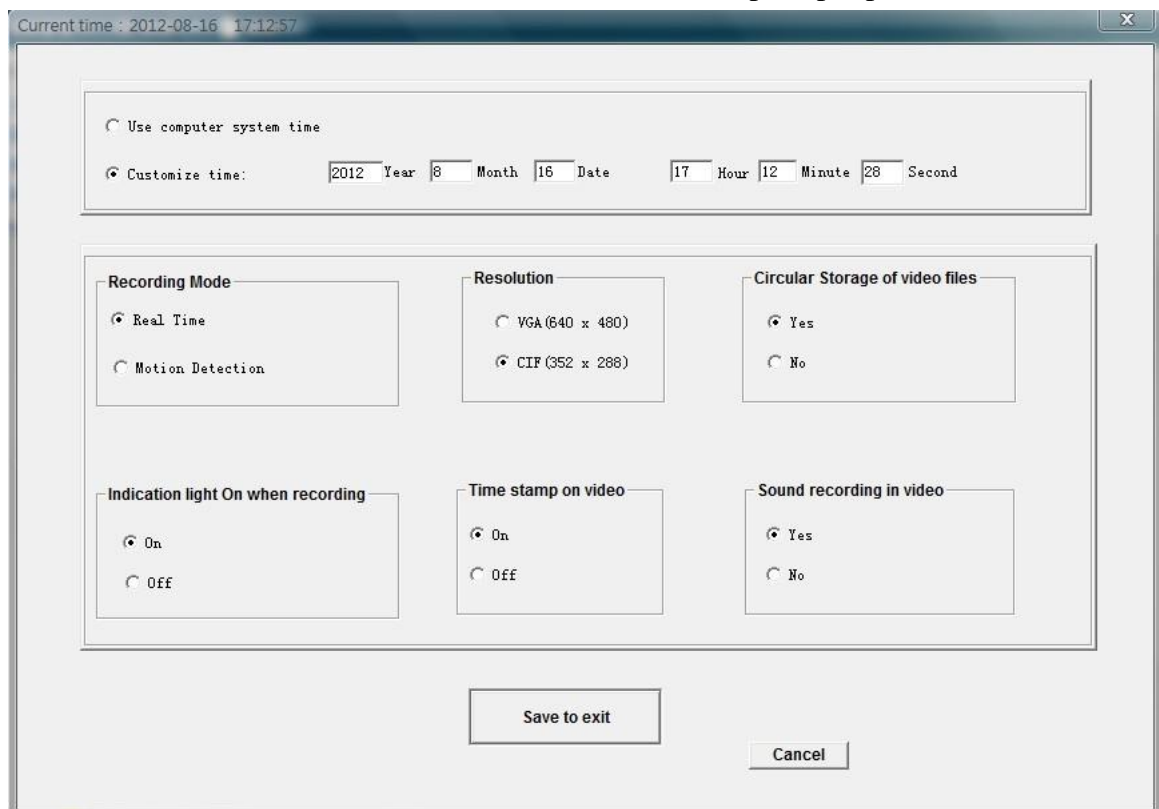 Current time : 2012-08-16 17:12:57
Use computer system time
Customize time: 2012 Year 8 Month 16 Date 17 Hour 12 Minute 28 Second
Recording Mode
Real Time
Motion Detection
Resolution
VGA(640 x 480)
CIF(352 x 288)
Circular Storage of video files
Yes
No
Indication light On when recording
On
Off
Time stamp on video
On
Off
Sound recording in video
Yes
No
Save to exit
Cancel